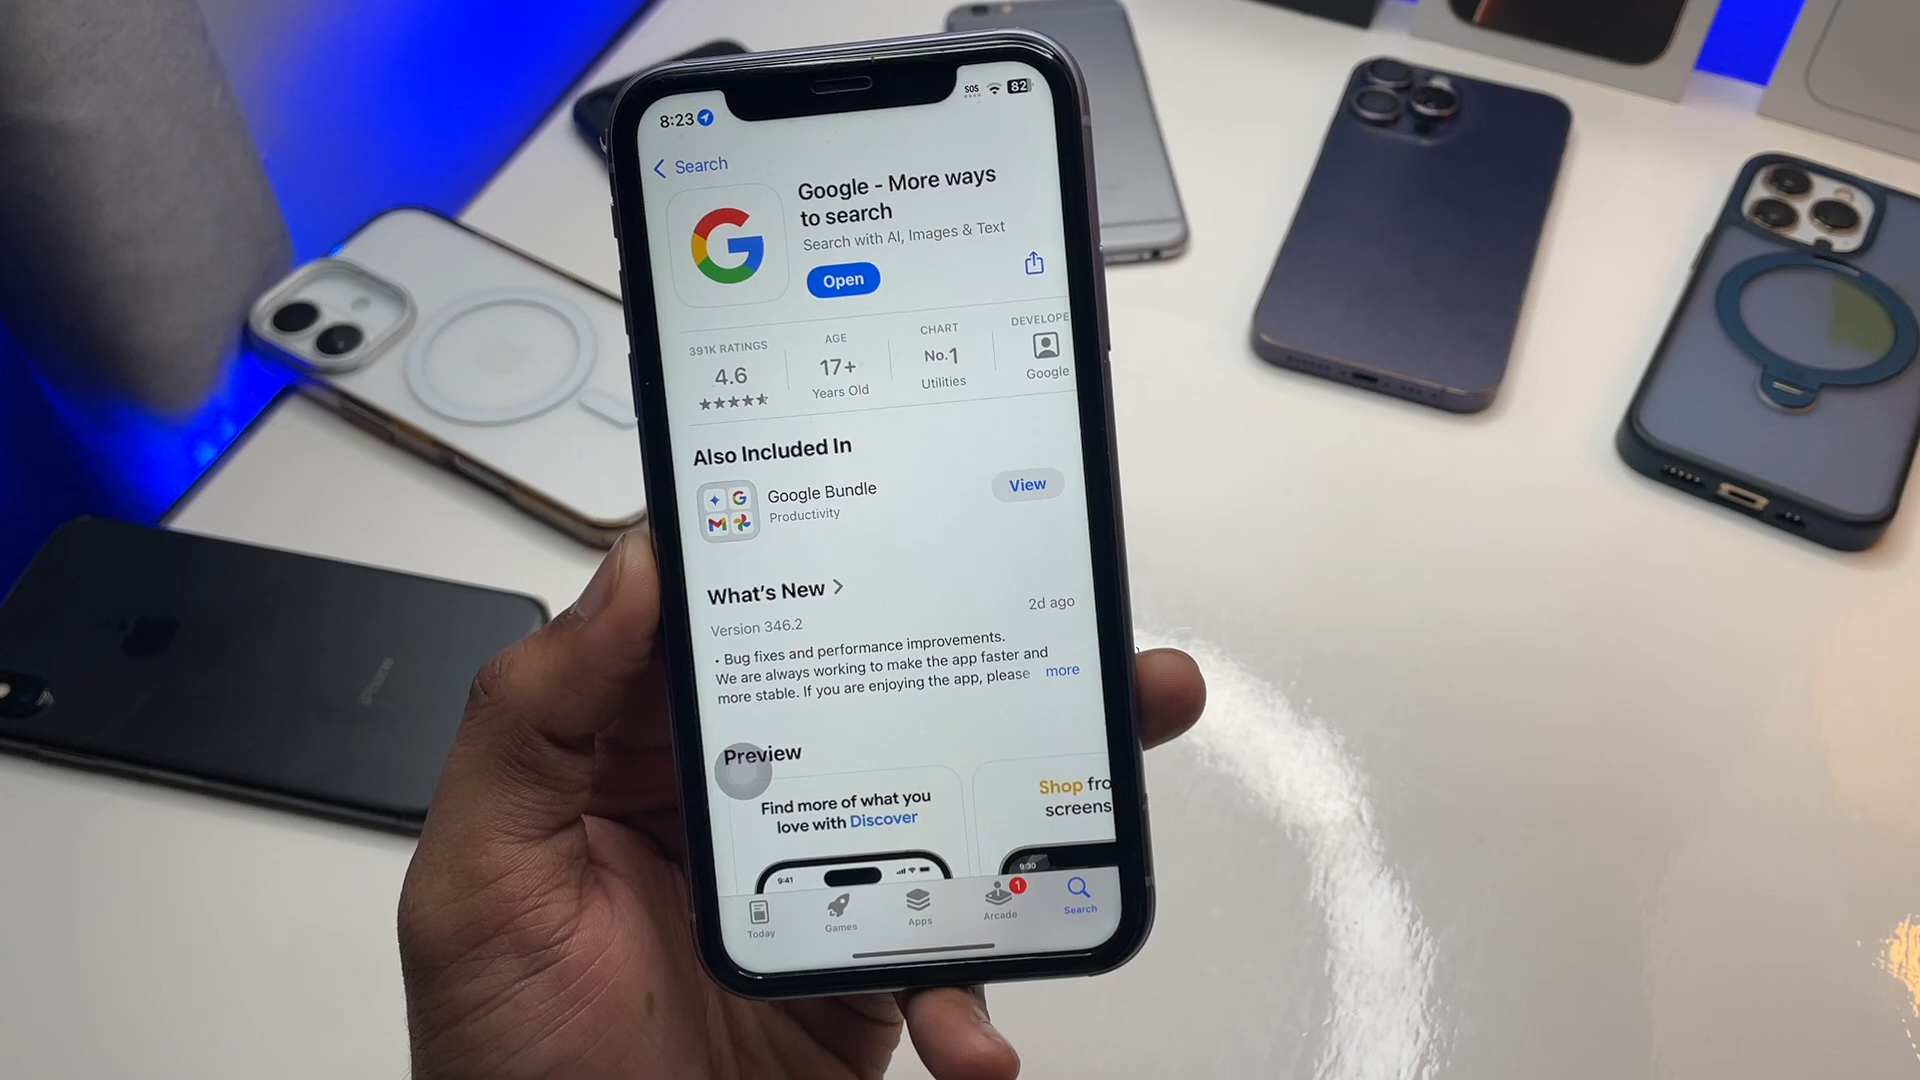 8:23
SOS
82
Search
Google - More ways
to search
Search with AI, Images & Text
Open
391K RATINGS
4.6
AGE
17+
Years Old
CHART
No.1
Utilities
DEVELOPE
Google
Also Included In
Google Bundle
Productivity
View
What's New
2d ago
Version 346.2
• Bug fixes and performance improvements.
We are always working to make the app faster and
more stable. If you are enjoying the app, please more
Preview
Find more of what you
love with Discover
9:41
Shop fro
screens
9:30
Today
Games
Apps
Arcade
1
Search
iPhone